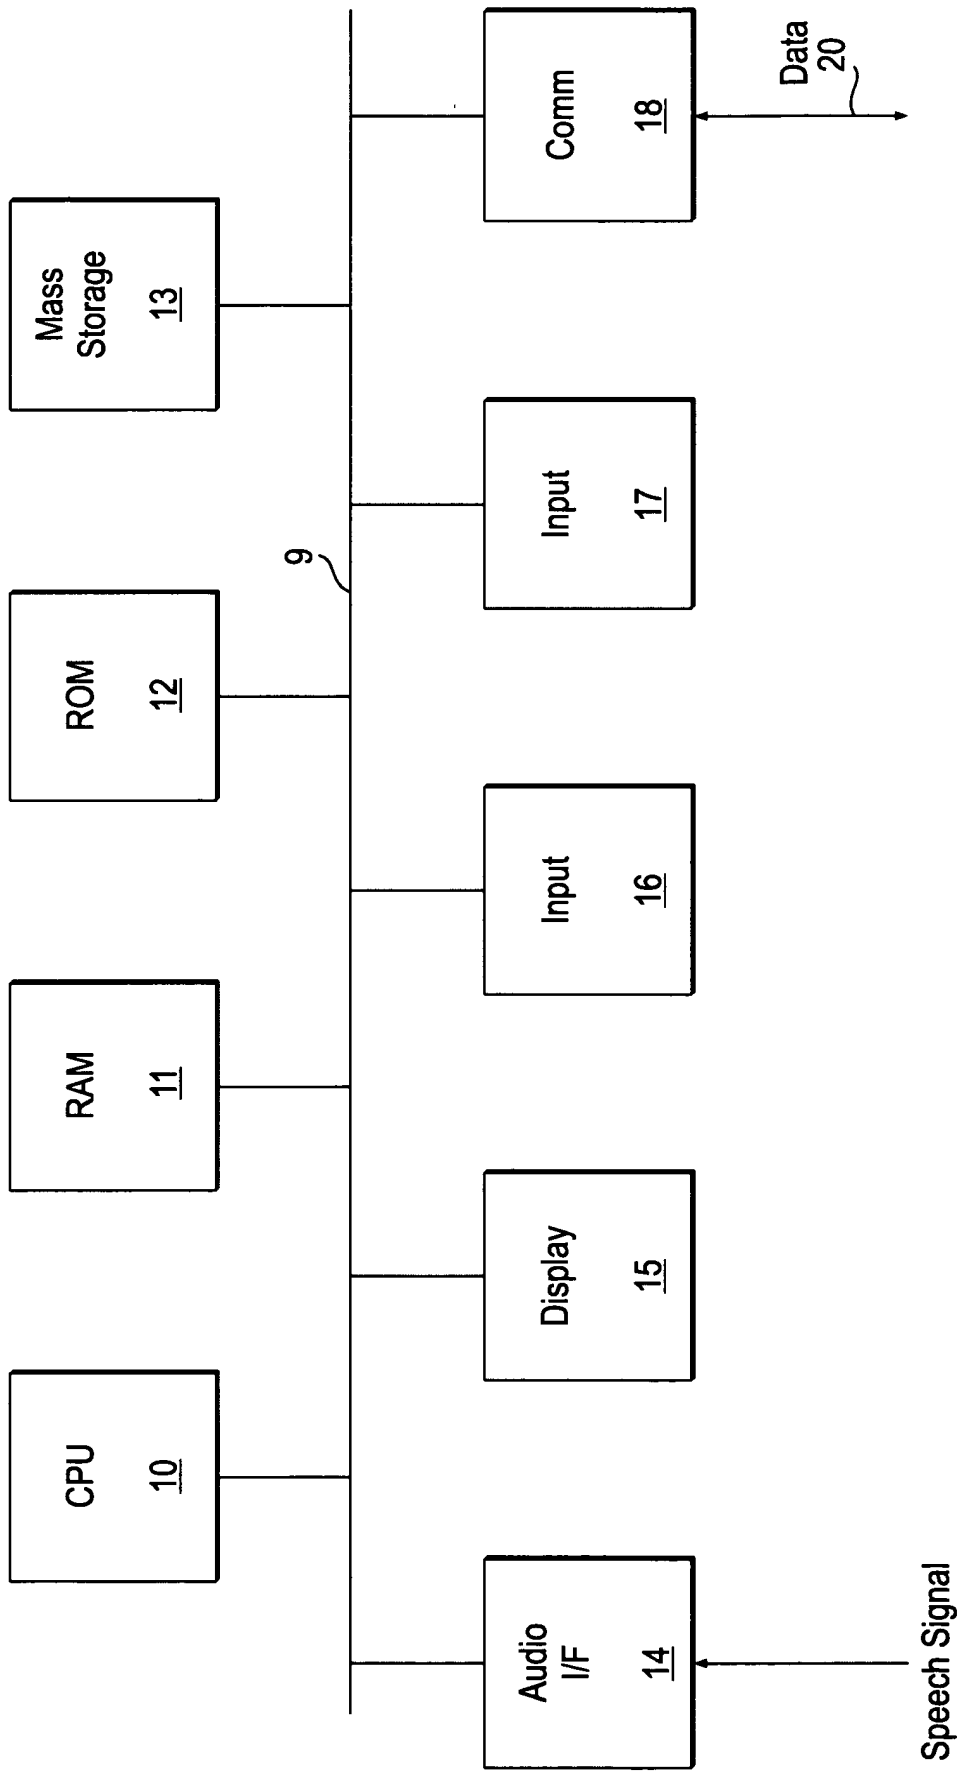 CPU
10
RAM
11
ROM
12
Mass
Storage
13
9
Audio
I/F
14
Display
15
Input
16
Input
17
Comm
18
Speech Signal
Data
20